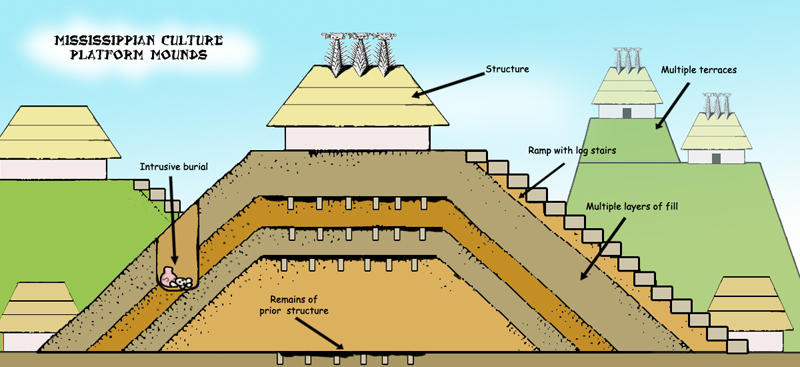 MISSISSIPPIAN CULTURE
PLATFORM MOUNDS
Structure
Multiple terraces
Intrusive burial
Ramp with log stairs
Multiple layers of fill
Remains of
prior structure